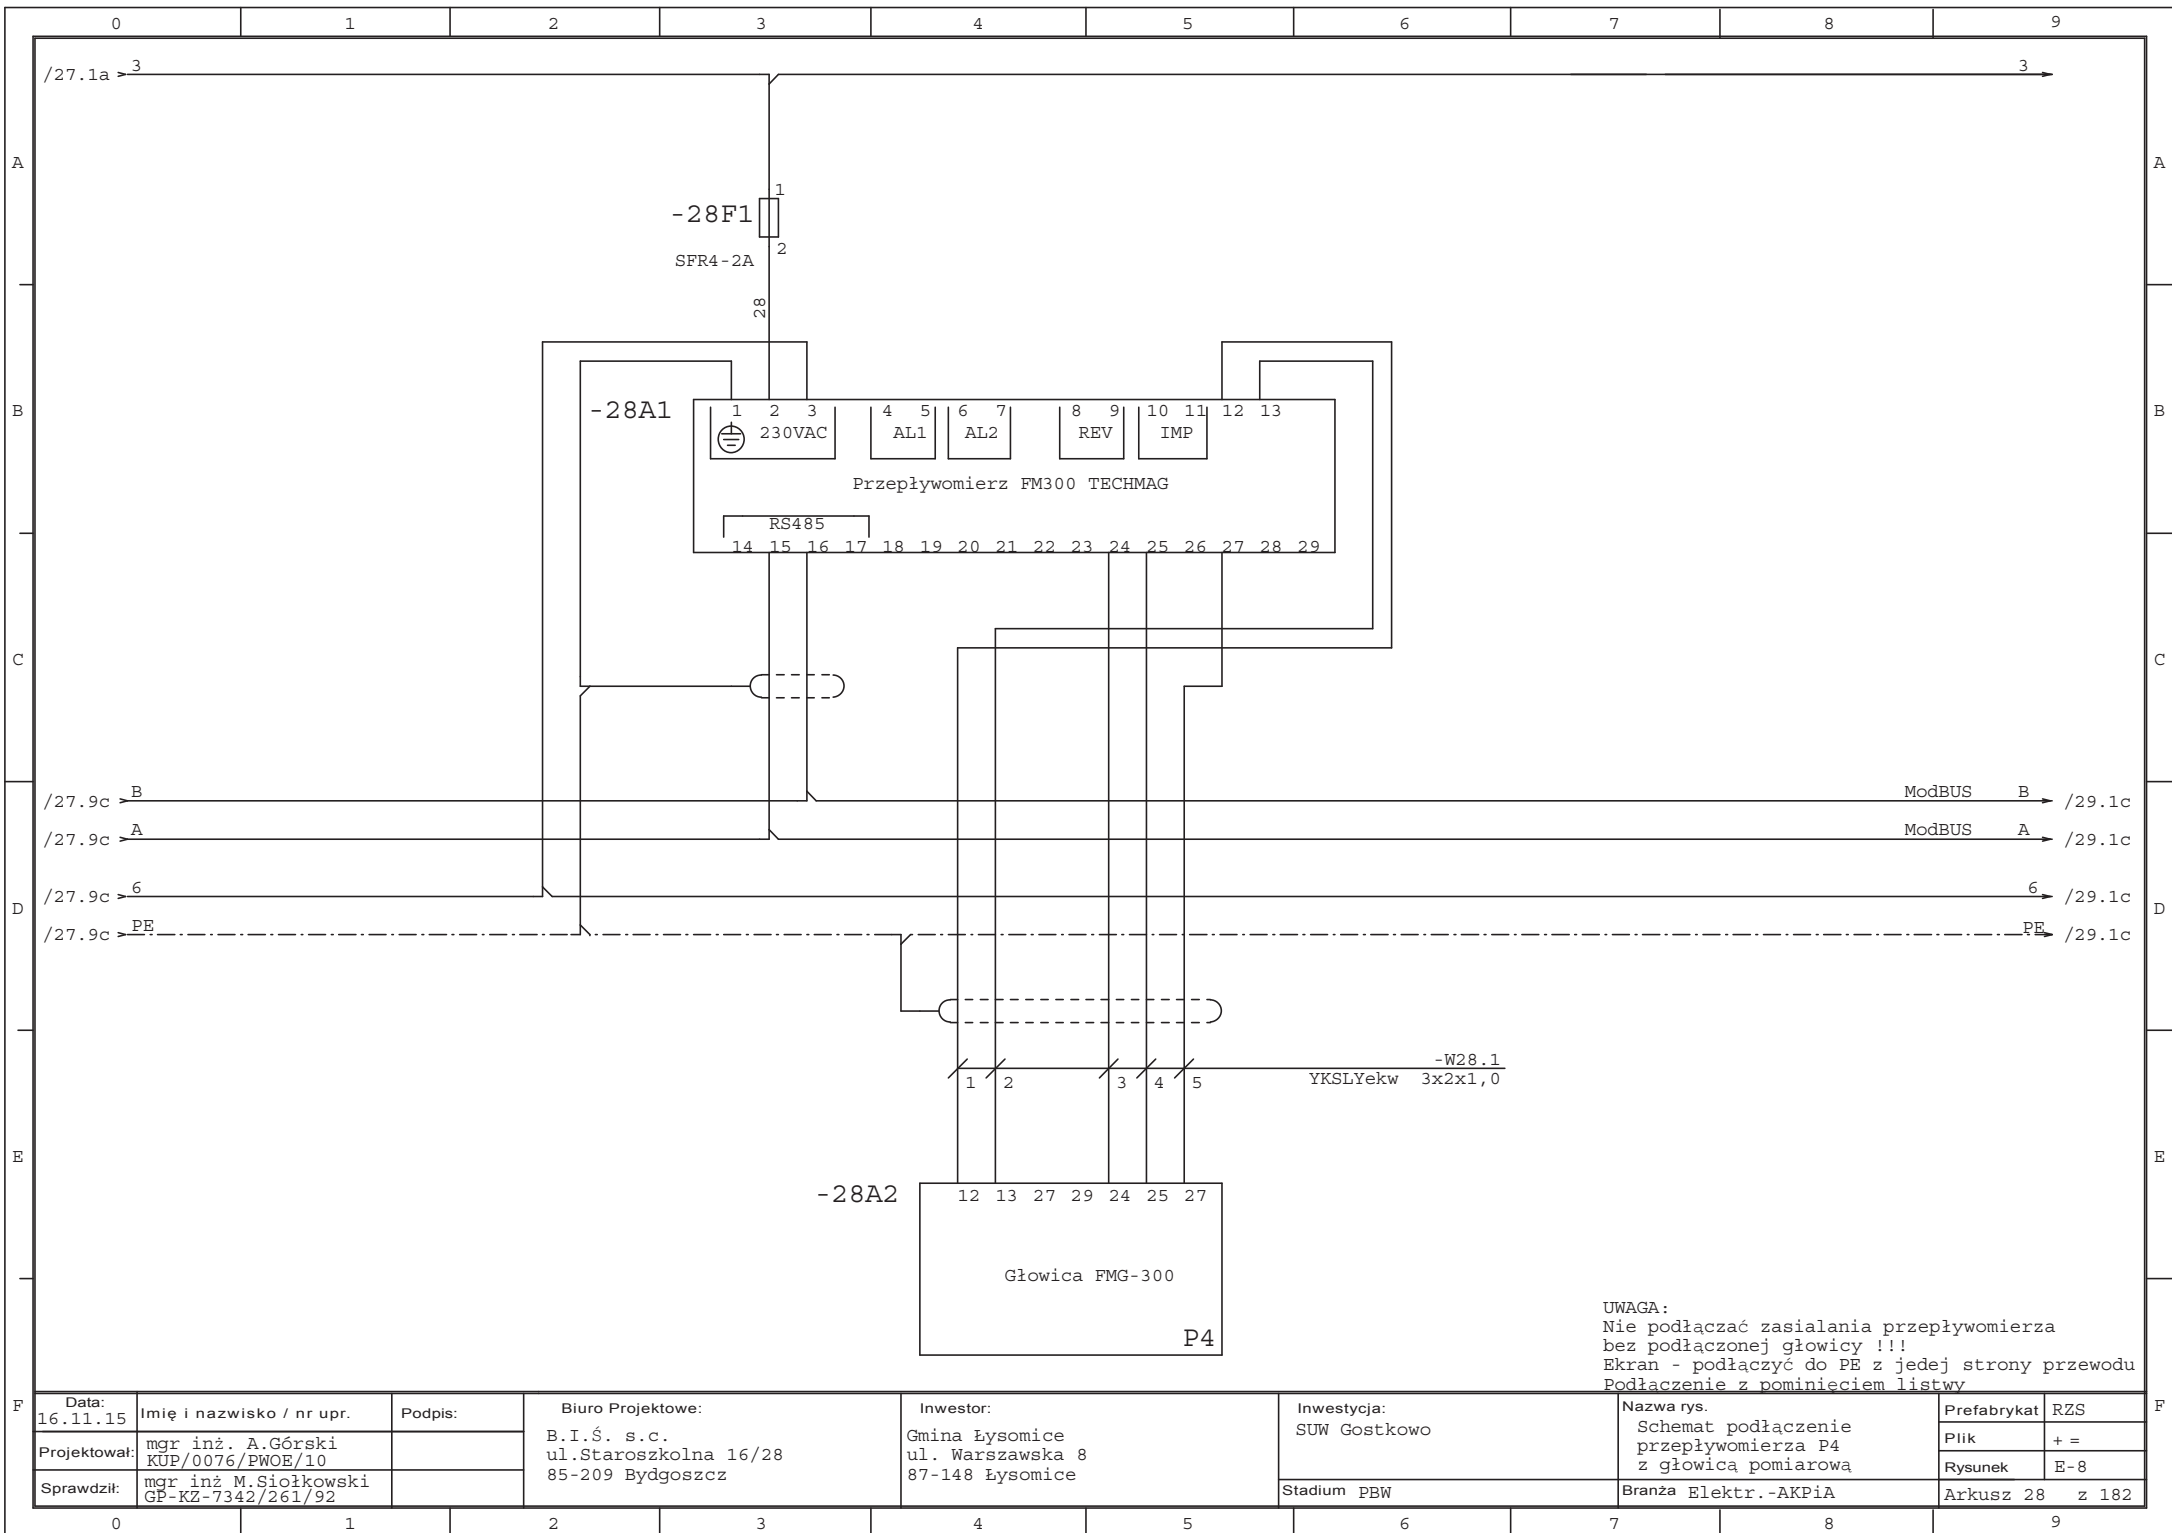 0 1 2 3 4 5 6 7 8 9
/27.1a 3 3
A A
1
-28F1
2
SFR4-2A
28
B -28A1 B
1 2 3 4 5 6 7 8 9 10 11 12 13
230VAC AL1 AL2 REV IMP
Przepływomierz FM300 TECHMAG
RS485
14 15 16 17 18 19 20 21 22 23 24 25 26 27 28 29
C C
/27.9c B ModBUS B /29.1c
/27.9c A ModBUS A /29.1c
/27.9c 6 6 /29.1c
D D
/27.9c PE PE /29.1c
-W28.1
1 2 3 4 5 YKSLYekw 3x2x1,0
E E
-28A2 12 13 27 29 24 25 27
Głowica FMG-300
P4
UWAGA:
Nie podłączać zasialania przepływomierza
bez podłączonej głowicy !!!
Ekran - podłączyć do PE z jedej strony przewodu
Podłączenie z pominięciem listwy
F F
Data:
16.11.15
Imię i nazwisko / nr upr.
Podpis:
Projektował:
mgr inż. A.Górski
KUP/0076/PWOE/10
Sprawdził:
mgr inż M.Siołkowski
GP-KZ-7342/261/92
Biuro Projektowe:
B.I.Ś. s.c.
ul.Staroszkolna 16/28
85-209 Bydgoszcz
Inwestor:
Gmina Łysomice
ul. Warszawska 8
87-148 Łysomice
Inwestycja:
SUW Gostkowo
Stadium PBW
Nazwa rys.
Schemat podłączenie
przepływomierza P4
z głowicą pomiarową
Branża Elektr.-AKPiA
Prefabrykat RZS
Plik + =
Rysunek E-8
Arkusz 28 z 182
0 1 2 3 4 5 6 7 8 9